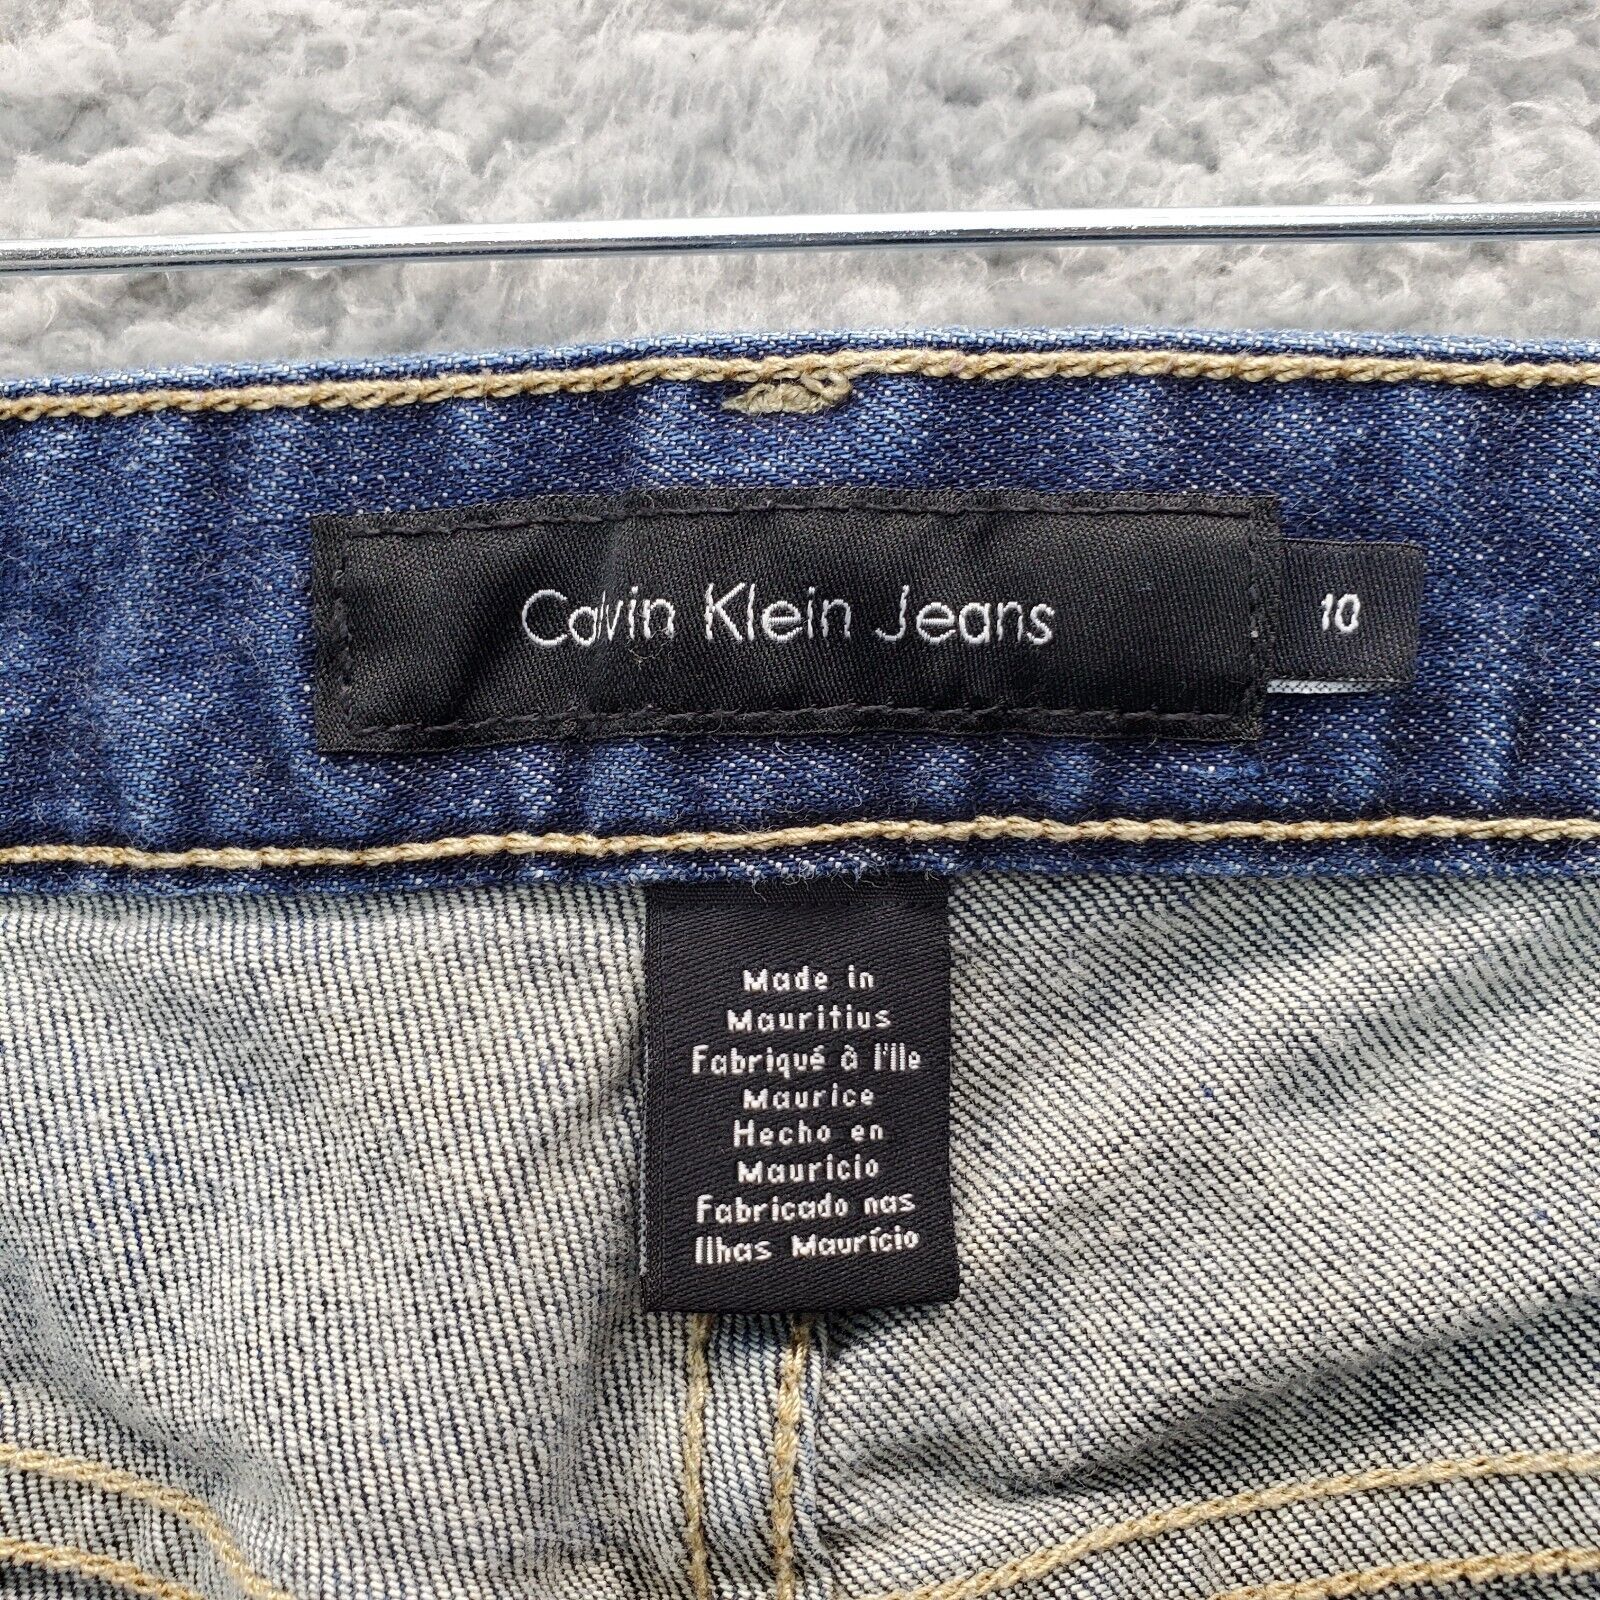 Calvin Klein Jeans
10
Made in
Mauritius
Fabriqué à l'Ile
Maurice
Hecho en
Mauricio
Fabricado nas
Ilhas Maurício